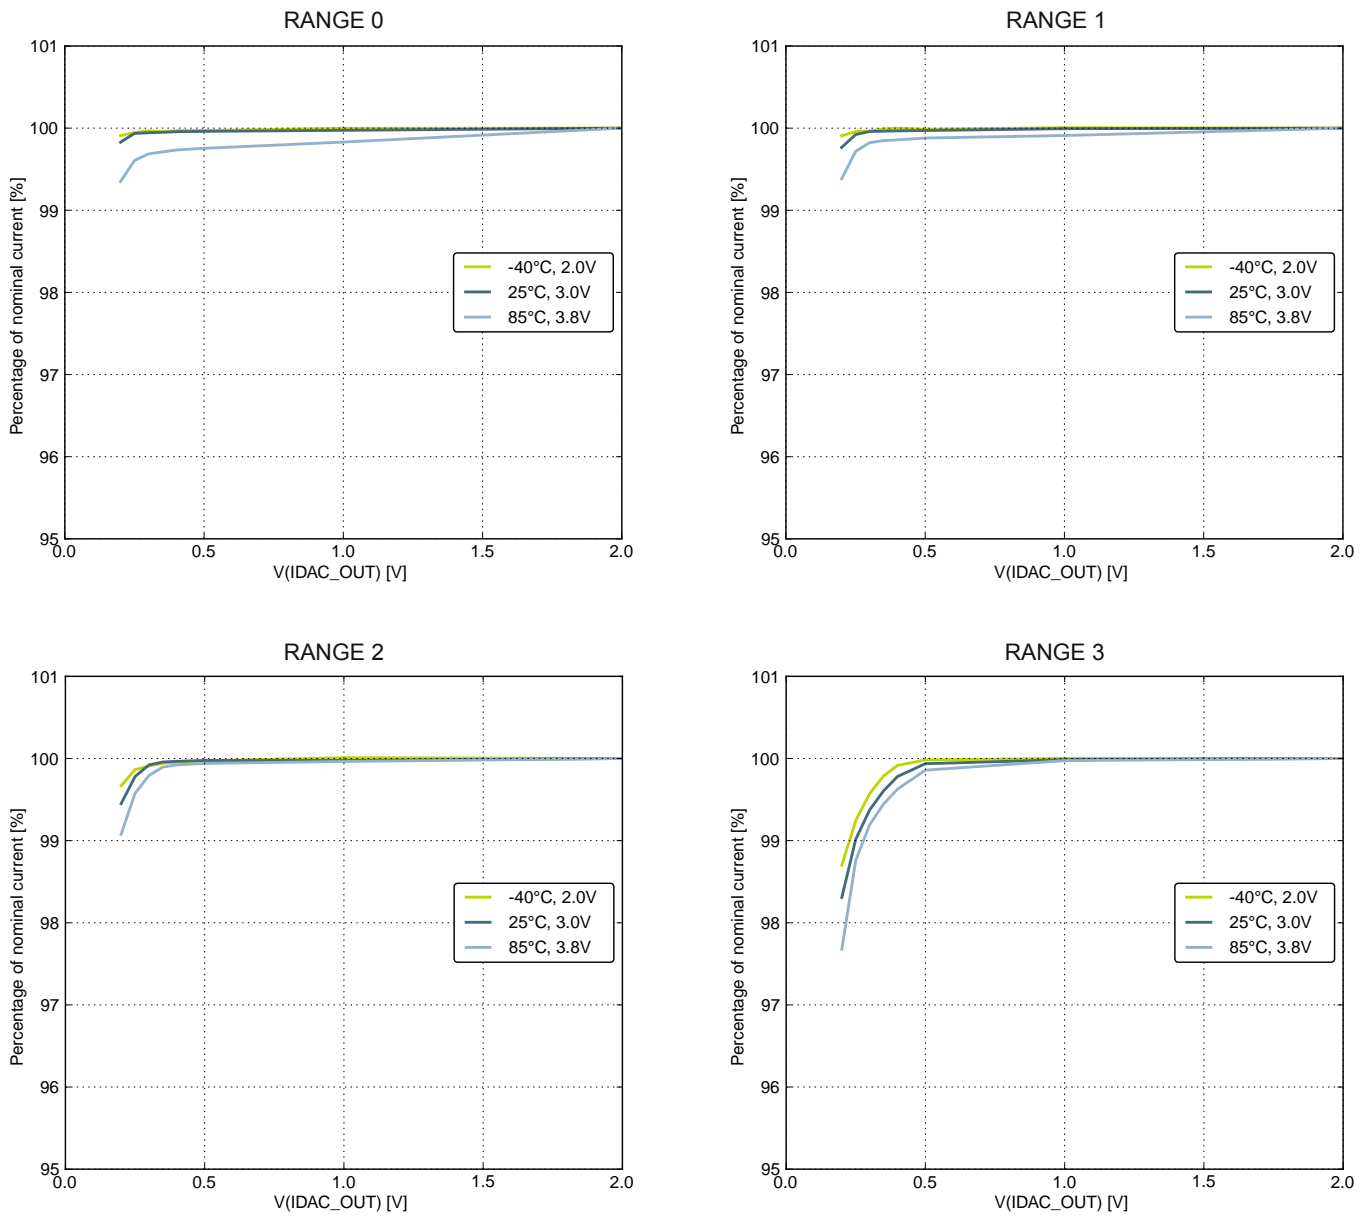 RANGE 0
101
100
99
98
97
96
95
Percentage of nominal current [%]
-40°C, 2.0V
25°C, 3.0V
85°C, 3.8V
0.0 0.5 1.0 1.5 2.0
V(IDAC_OUT) [V]
RANGE 1
101
100
99
98
97
96
95
Percentage of nominal current [%]
-40°C, 2.0V
25°C, 3.0V
85°C, 3.8V
0.0 0.5 1.0 1.5 2.0
V(IDAC_OUT) [V]
RANGE 2
101
100
99
98
97
96
95
Percentage of nominal current [%]
-40°C, 2.0V
25°C, 3.0V
85°C, 3.8V
0.0 0.5 1.0 1.5 2.0
V(IDAC_OUT) [V]
RANGE 3
101
100
99
98
97
96
95
Percentage of nominal current [%]
-40°C, 2.0V
25°C, 3.0V
85°C, 3.8V
0.0 0.5 1.0 1.5 2.0
V(IDAC_OUT) [V]